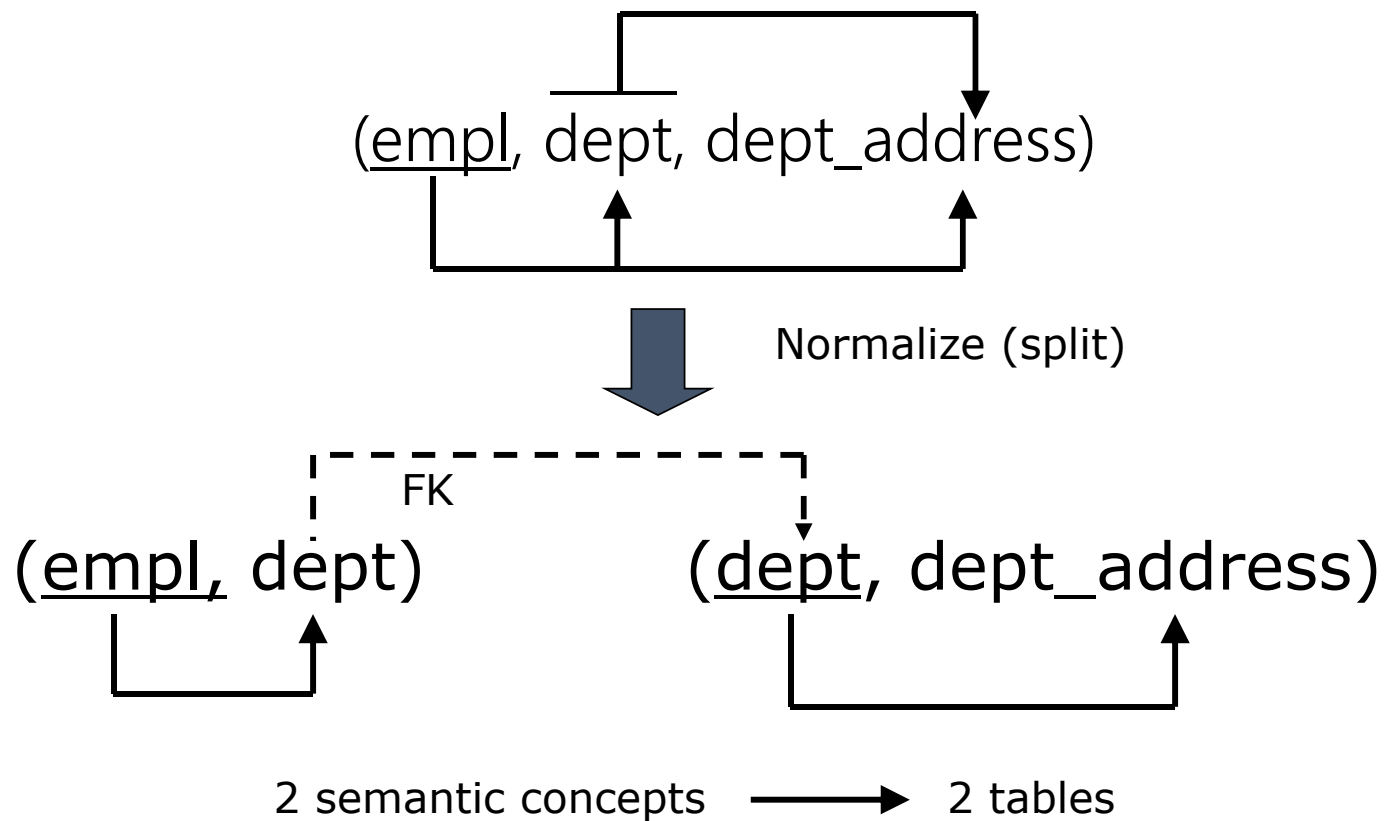 (empl, dept, dept_address)
Normalize (split)
FK
(empl, dept) (dept, dept_address)
2 semantic concepts 2 tables